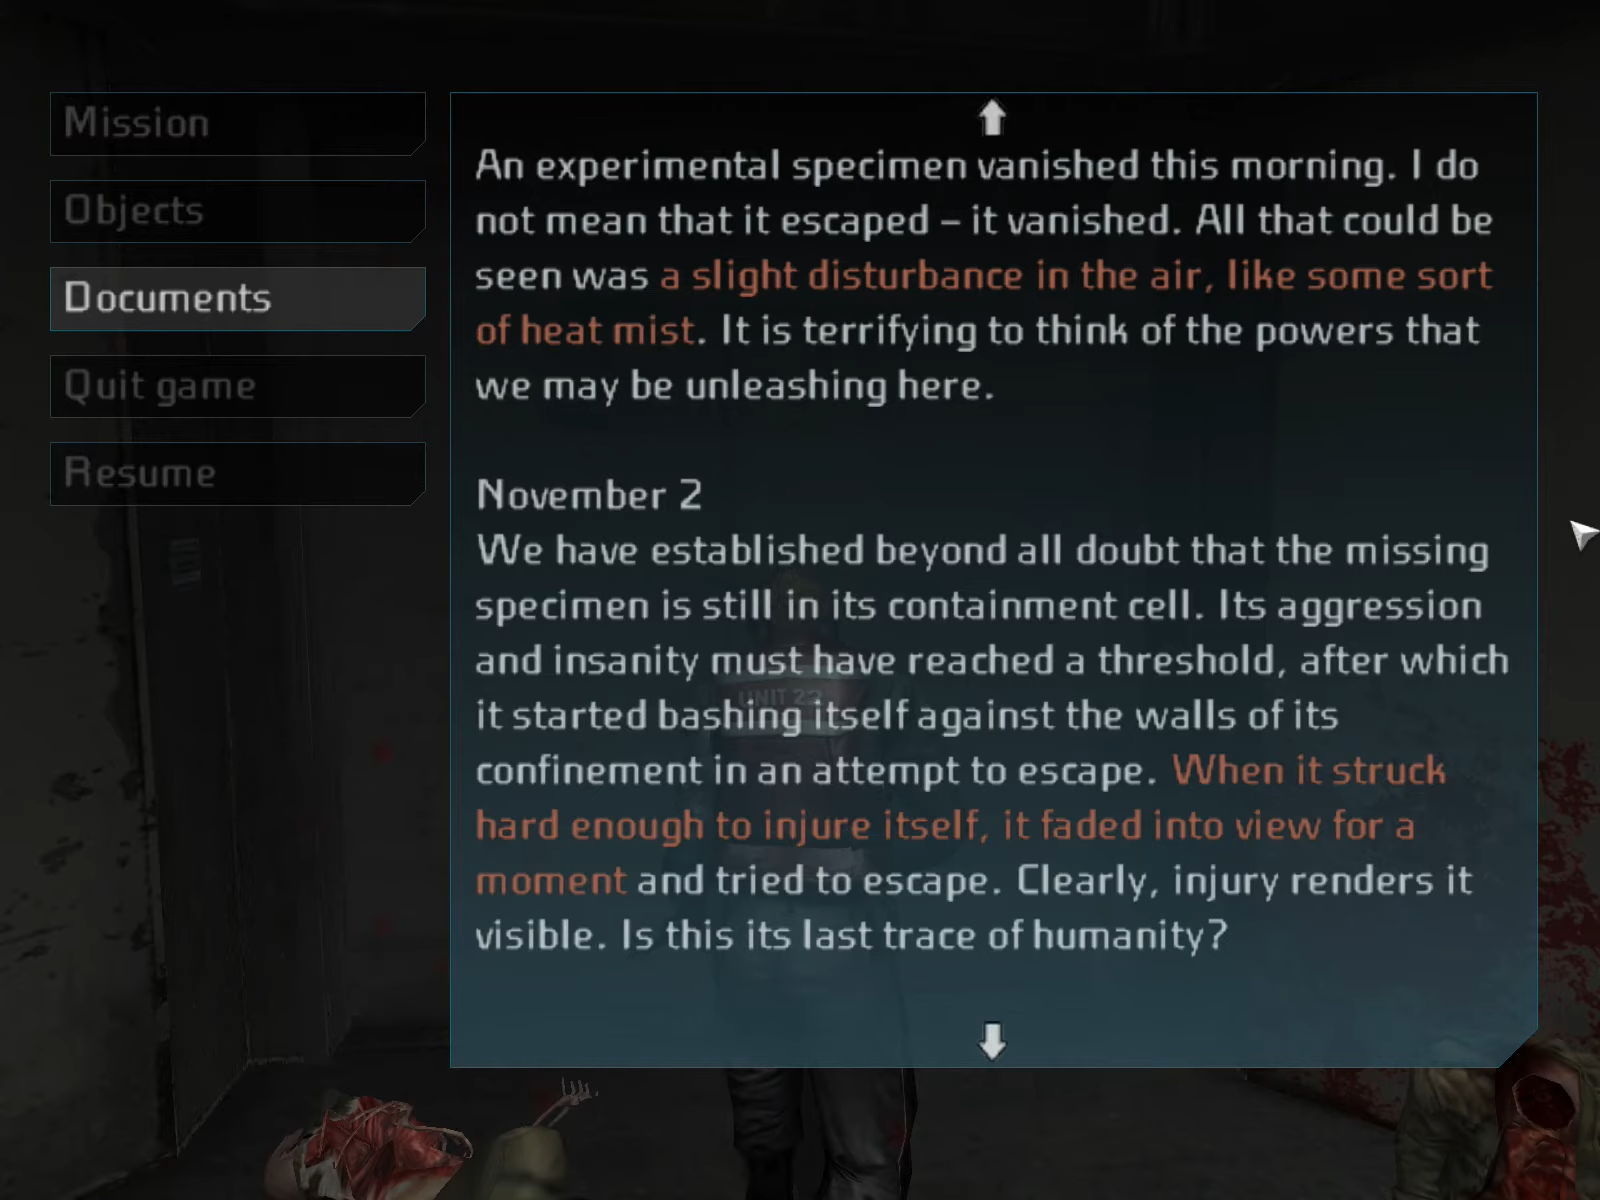 Mission
Objects
Documents
Quit game
Resume
An experimental specimen vanished this morning. I do
not mean that it escaped – it vanished. All that could be
seen was a slight disturbance in the air, like some sort
of heat mist. It is terrifying to think of the powers that
we may be unleashing here.
November 2
We have established beyond all doubt that the missing
specimen is still in its containment cell. Its aggression
and insanity must have reached a threshold, after which
it started bashing itself against the walls of its
confinement in an attempt to escape. When it struck
hard enough to injure itself, it faded into view for a
moment and tried to escape. Clearly, injury renders it
visible. Is this its last trace of humanity?
UNIT 22